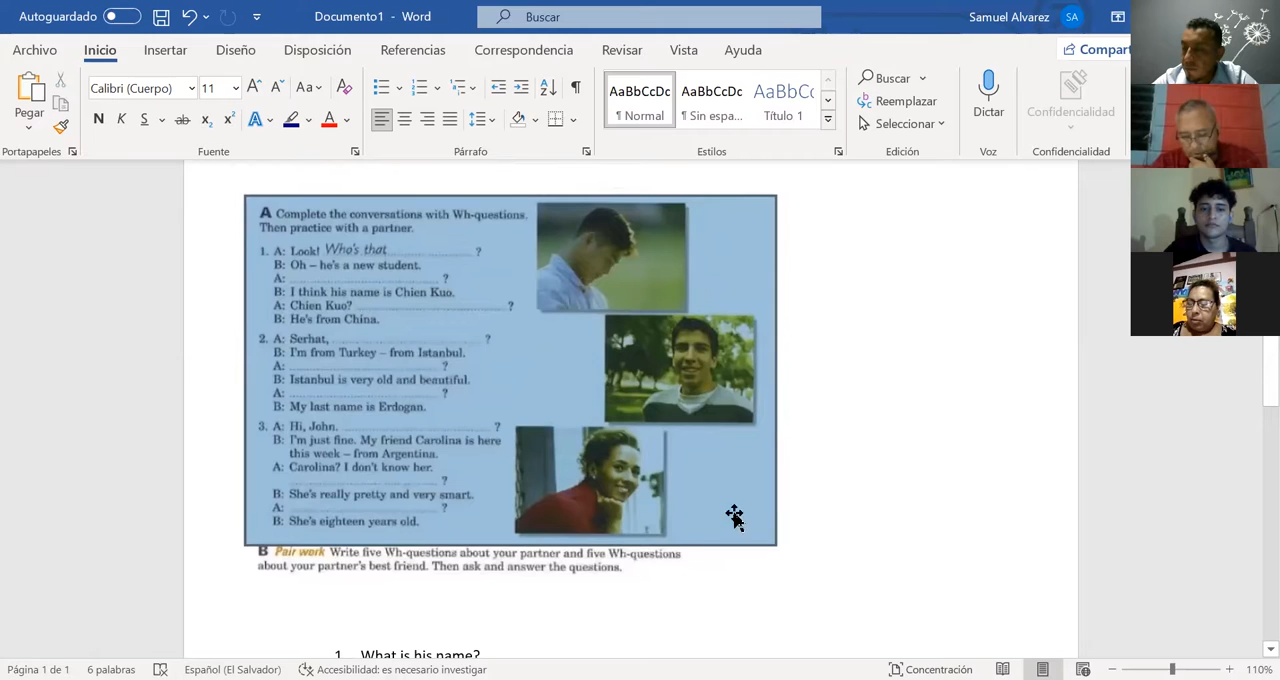 Autoguardado
Documento1 - Word
Buscar
Samuel Alvarez
SA
Archivo
Inicio
Insertar
Diseño
Disposición
Referencias
Correspondencia
Revisar
Vista
Ayuda
Compart
Pegar
Calibri (Cuerpo)
11
Aa
N K S ab x₂ x²
AaBbCcDc
¶ Normal
AaBbCcDc
¶ Sin espa...
AaBbCc
Título 1
Buscar
Reemplazar
Seleccionar
Dictar
Confidencialidad
Portapapeles
Fuente
Párrafo
Estilos
Edición
Voz
Confidencialidad
A Complete the conversations with Wh-questions.
Then practice with a partner.
1. A: Look! Who's that ?
B: Oh – he's a new student.
A: ?
B: I think his name is Chien Kuo.
A: Chien Kuo? ?
B: He's from China.
2. A: Serhat, ?
B: I'm from Turkey – from Istanbul.
A: ?
B: Istanbul is very old and beautiful.
A: ?
B: My last name is Erdogan.
3. A: Hi, John. ?
B: I'm just fine. My friend Carolina is here
this week – from Argentina.
A: Carolina? I don't know her.
?
B: She's really pretty and very smart.
A: ?
B: She's eighteen years old.
B Pair work Write five Wh-questions about your partner and five Wh-questions
about your partner's best friend. Then ask and answer the questions.
1. What is his name?
Página 1 de 1
6 palabras
Español (El Salvador)
Accesibilidad: es necesario investigar
Concentración
110%